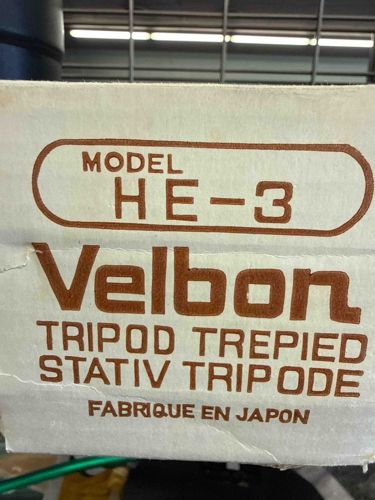 MODEL
HE-3
Velbon
TRIPOD TREPIED
STATIV TRIPODE
FABRIQUE EN JAPON